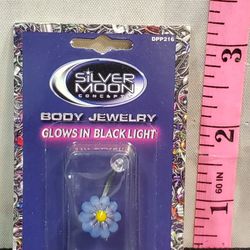 DPP216
SILVER
MOON
CONCEPTS
BODY JEWELRY
GLOWS IN BLACK LIGHT
1
2
3
60 IN